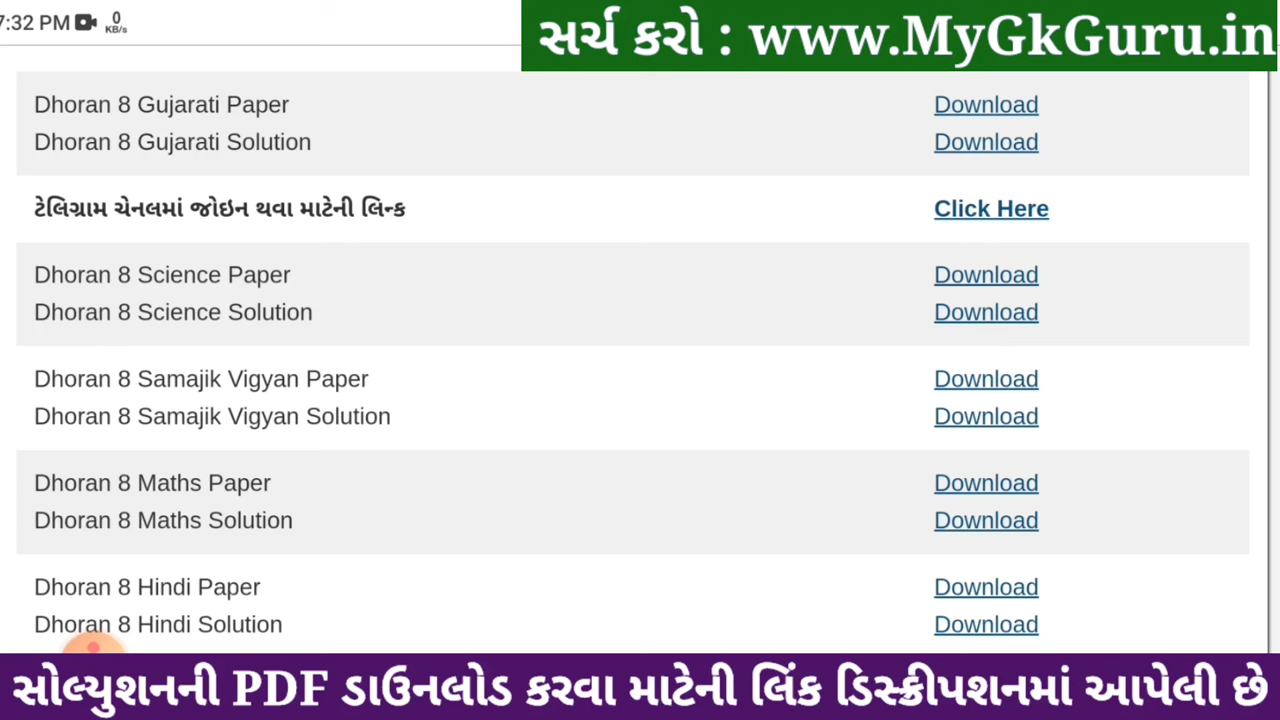 7:32 PM 0 KB/s
સર્ચ કરો : www.MyGkGuru.in
Dhoran 8 Gujarati Paper Download
Dhoran 8 Gujarati Solution Download
ટેલિગ્રામ ચેનલમાં જોઇન થવા માટેની લિન્ક Click Here
Dhoran 8 Science Paper Download
Dhoran 8 Science Solution Download
Dhoran 8 Samajik Vigyan Paper Download
Dhoran 8 Samajik Vigyan Solution Download
Dhoran 8 Maths Paper Download
Dhoran 8 Maths Solution Download
Dhoran 8 Hindi Paper Download
Dhoran 8 Hindi Solution Download
સોલ્યુશનની PDF ડાઉનલોડ કરવા માટેની લિંક ડિસ્ક્રીપશનમાં આપેલી છે